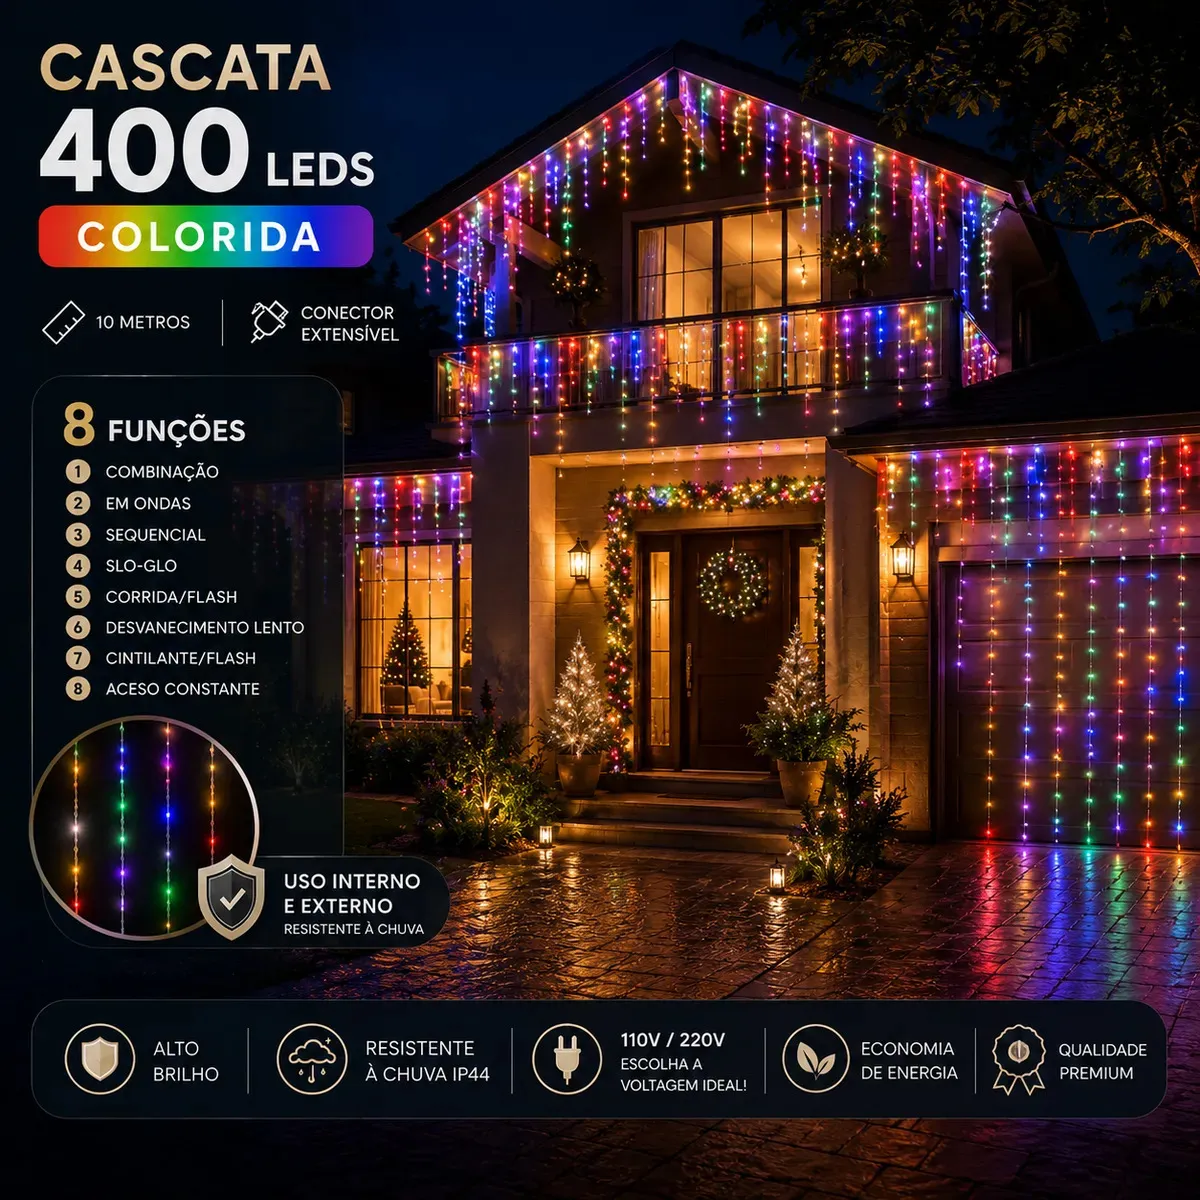 CASCATA
400 LEDS
COLORIDA
10 METROS
CONECTOR
EXTENSÍVEL
8 FUNÇÕES
1 COMBINAÇÃO
2 EM ONDAS
3 SEQUENCIAL
4 SLO-GLO
5 CORRIDA/FLASH
6 DESVANECIMENTO LENTO
7 CINTILANTE/FLASH
8 ACESO CONSTANTE
USO INTERNO
E EXTERNO
RESISTENTE À CHUVA
ALTO
BRILHO
RESISTENTE
À CHUVA IP44
110V / 220V
ESCOLHA A
VOLTAGEM IDEAL!
ECONOMIA
DE ENERGIA
QUALIDADE
PREMIUM